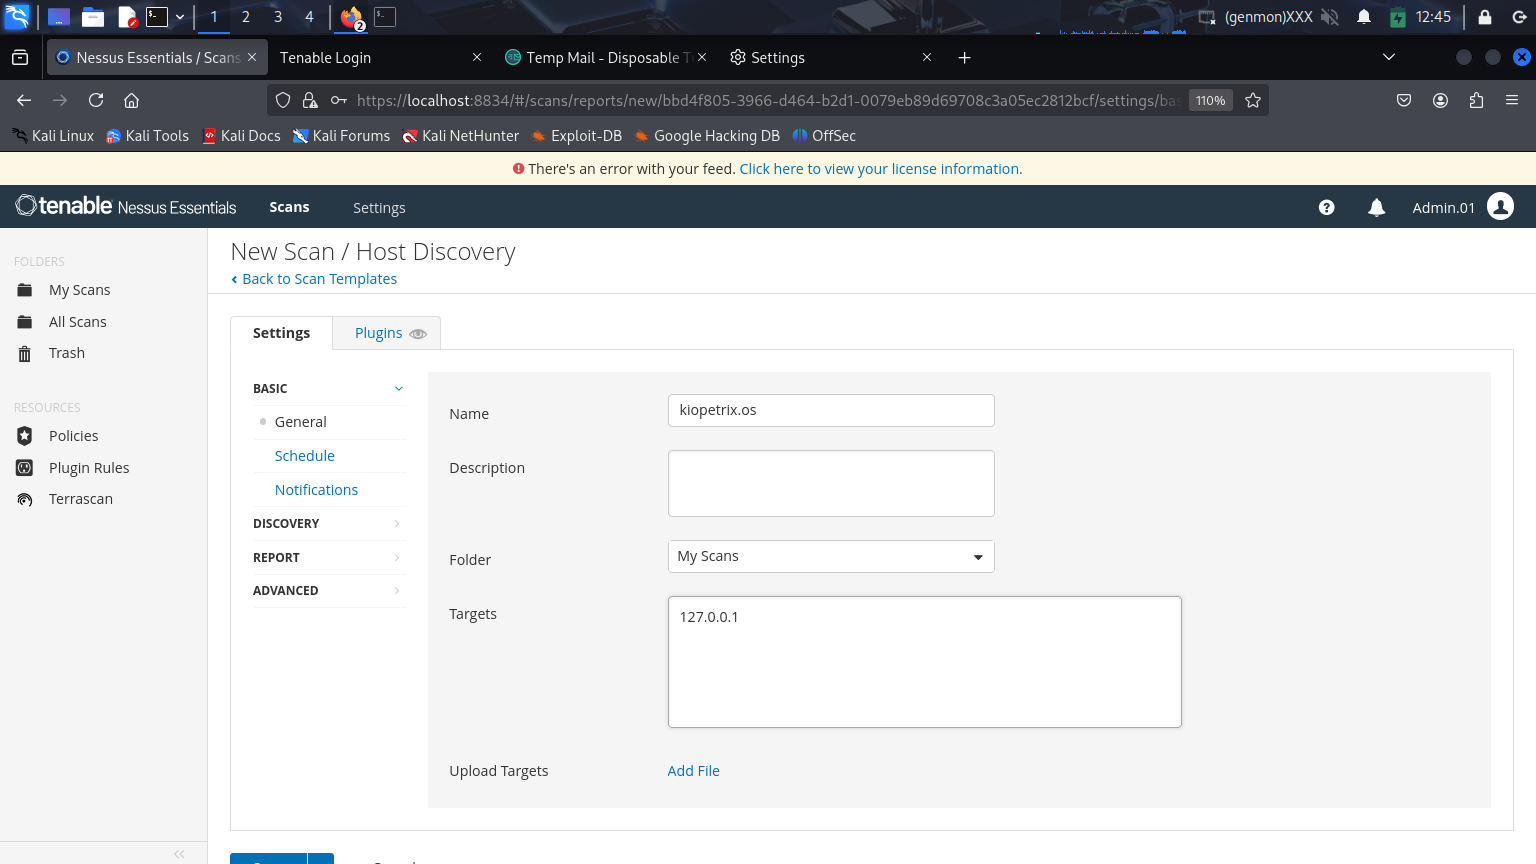 1 2 3 4 2 (genmon)XXX 12:45
Nessus Essentials / Scans Tenable Login Temp Mail - Disposable T Settings
https://localhost:8834/#/scans/reports/new/bbd4f805-3966-d464-b2d1-0079eb89d69708c3a05ec2812bcf/settings/ba 110%
Kali Linux Kali Tools Kali Docs Kali Forums Kali NetHunter Exploit-DB Google Hacking DB OffSec
There's an error with your feed. Click here to view your license information.
tenable Nessus Essentials Scans Settings Admin.01
New Scan / Host Discovery
Back to Scan Templates
FOLDERS
My Scans
All Scans
Trash
RESOURCES
Policies
Plugin Rules
Terrascan
Settings Plugins
BASIC
General
Schedule
Notifications
DISCOVERY
REPORT
ADVANCED
Name kiopetrix.os
Description
Folder My Scans
Targets 127.0.0.1
Upload Targets Add File